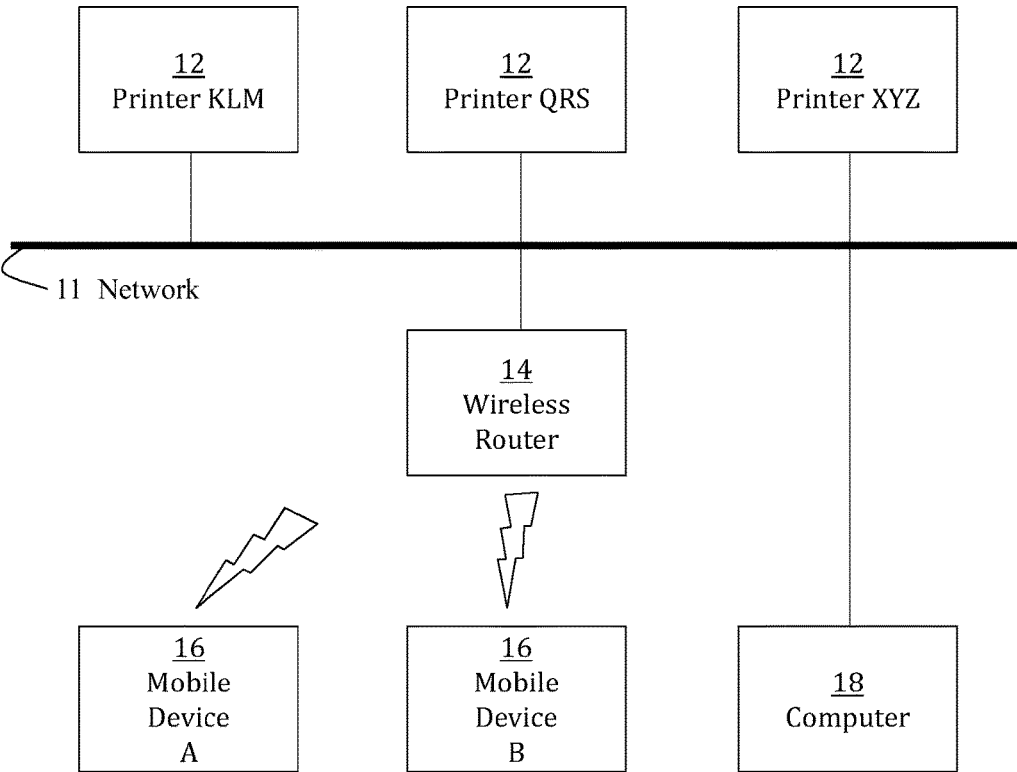 12
Printer KLM
12
Printer QRS
12
Printer XYZ
11 Network
14
Wireless
Router
16
Mobile
Device
A
16
Mobile
Device
B
18
Computer